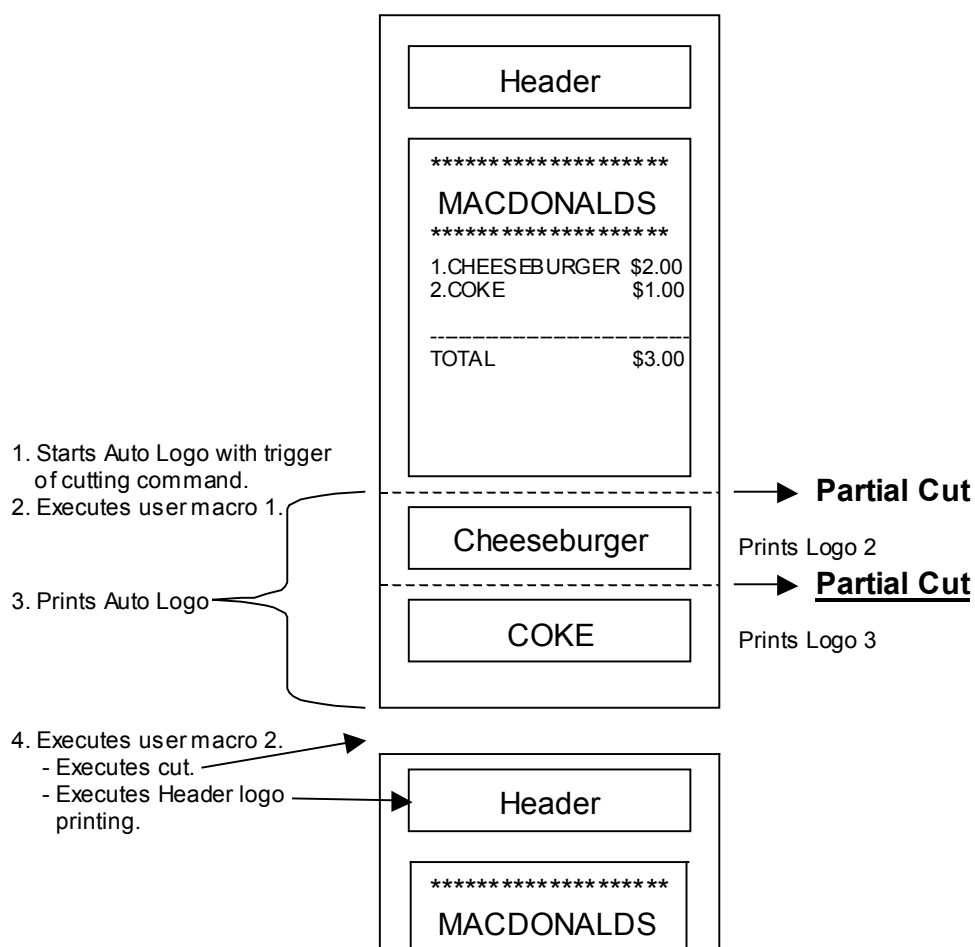 Header
********************
MACDONALDS
********************
1.CHEESEBURGER $2.00
2.COKE $1.00
-----------------------------
TOTAL $3.00
1. Starts Auto Logo with trigger
of cutting command.
2. Executes user macro 1.
Partial Cut
Cheeseburger
Prints Logo 2
Partial Cut
3. Prints Auto Logo
COKE
Prints Logo 3
4. Executes user macro 2.
- Executes cut.
- Executes Header logo
printing.
Header
********************
MACDONALDS